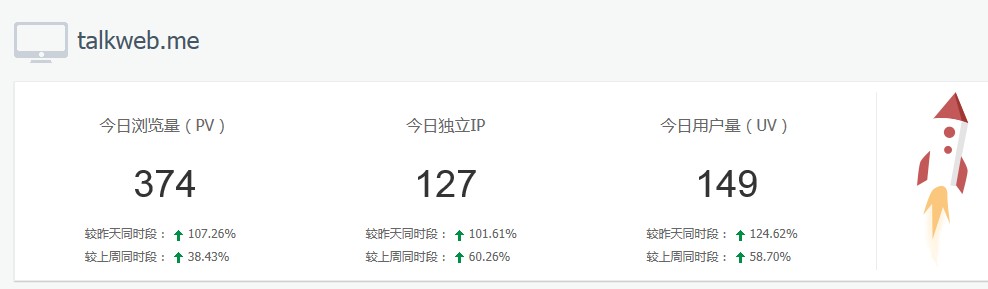 talkweb.me
今日浏览量（PV） 今日独立IP 今日用户量（UV）
374 127 149
较昨天同时段： 107.26% 较昨天同时段： 101.61% 较昨天同时段： 124.62%
较上周同时段： 38.43% 较上周同时段： 60.26% 较上周同时段： 58.70%